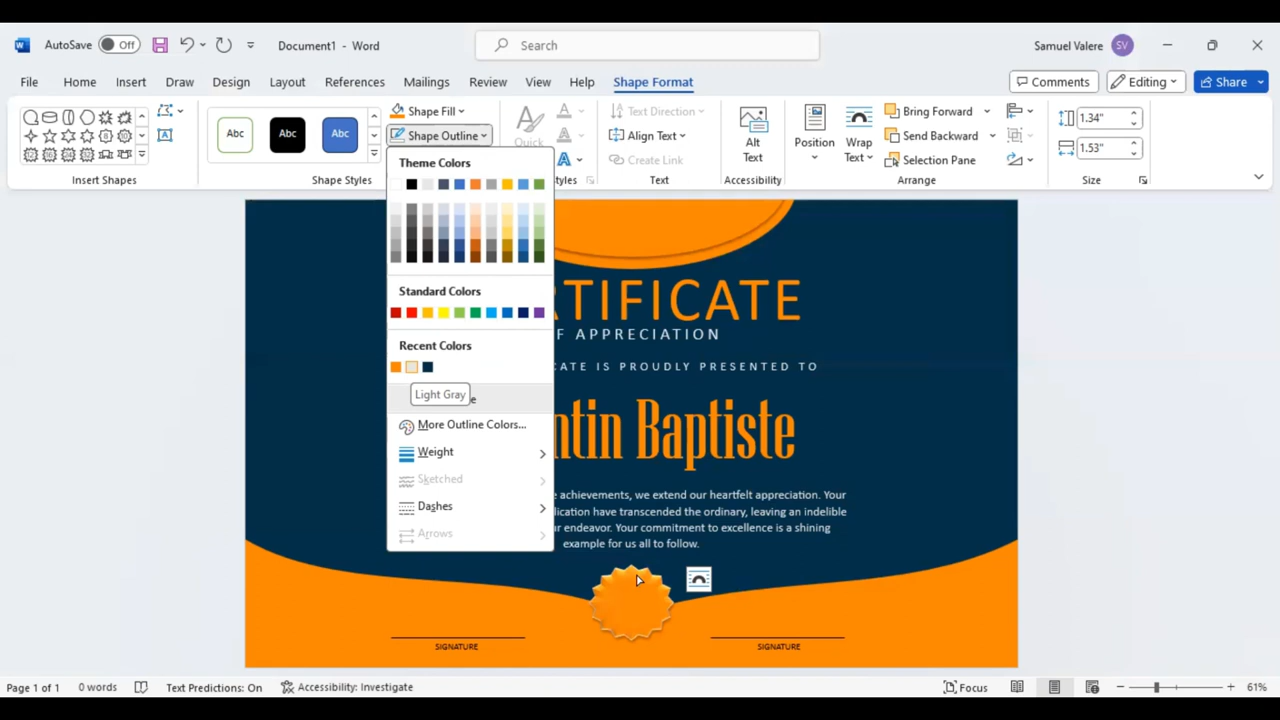 AutoSave Off Document1 - Word Search Samuel Valere SV
File Home Insert Draw Design Layout References Mailings Review View Help Shape Format Comments Editing Share
Abc Abc Abc Shape Fill Text Direction Bring Forward 1.34"
Shape Outline Align Text Send Backward
Quick Alt Text Position Wrap Text 1.53"
Create Link Selection Pane
Insert Shapes Shape Styles Text Accessibility Arrange Size
Theme Colors
Standard Colors
Recent Colors
Light Gray
More Outline Colors...
Weight
Sketched
Dashes
Arrows
RTIFICATE
F APPRECIATION
CATE IS PROUDLY PRESENTED TO
ntin Baptiste
e achievements, we extend our heartfelt appreciation. Your
lication have transcended the ordinary, leaving an indelible
ur endeavor. Your commitment to excellence is a shining
example for us all to follow.
SIGNATURE SIGNATURE
Page 1 of 1 0 words Text Predictions: On Accessibility: Investigate Focus 61%